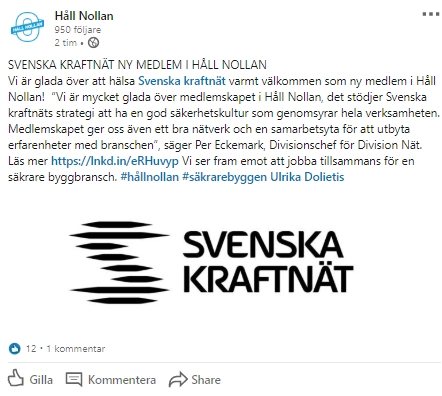 HÅLL NOLLAN
Håll Nollan
950 följare
2 tim •
SVENSKA KRAFTNÄT NY MEDLEM I HÅLL NOLLAN
Vi är glada över att hälsa Svenska kraftnät varmt välkommen som ny medlem i Håll
Nollan!  "Vi är mycket glada över medlemskapet i Håll Nollan, det stödjer Svenska
kraftnäts strategi att ha en god säkerhetskultur som genomsyrar hela verksamheten.
Medlemskapet ger oss även ett bra nätverk och en samarbetsyta för att utbyta
erfarenheter med branschen", säger Per Eckemark, Divisionschef för Division Nät.
Läs mer https://lnkd.in/eRHuvyp Vi ser fram emot att jobba tillsammans för en
säkrare byggbransch. #hållnollan #säkrarebyggen Ulrika Dolietis
SVENSKA
KRAFTNÄT
12 • 1 kommentar
Gilla Kommentera Share